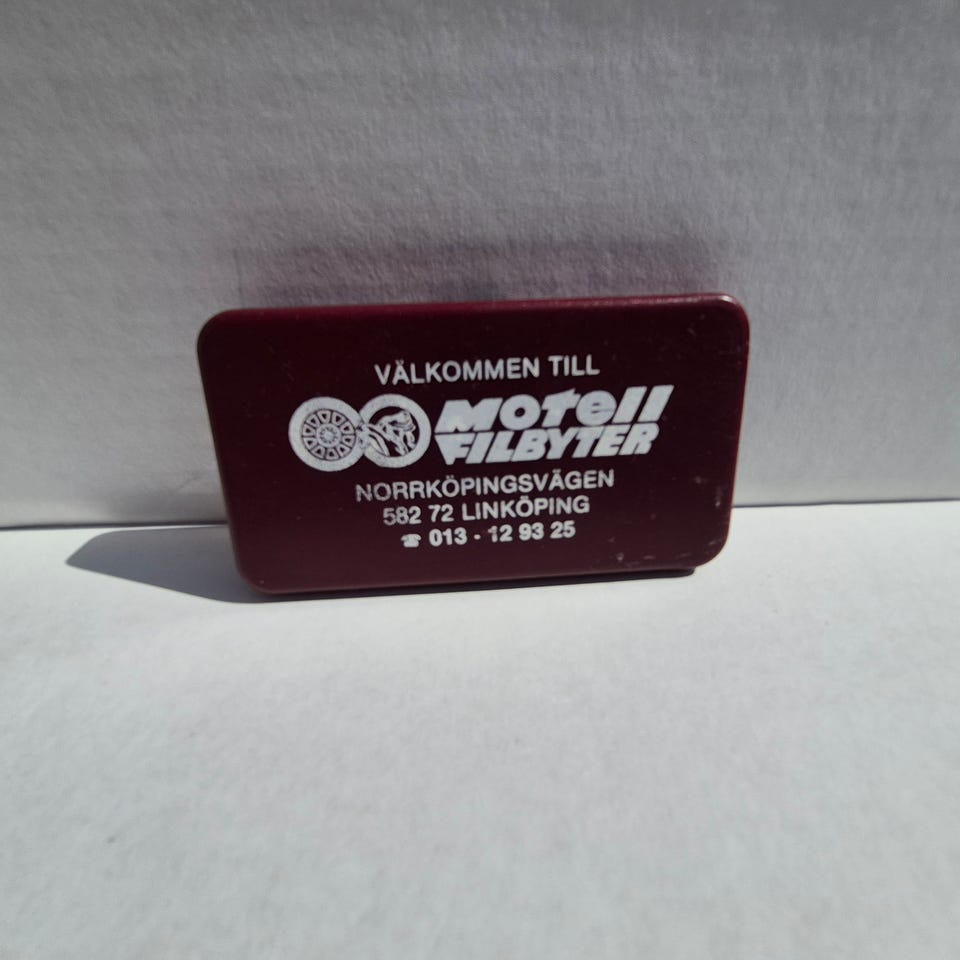 VÄLKOMMEN TILL
MOTell
FILBYTER
NORRKÖPINGSVÄGEN
582 72 LINKÖPING
☎ 013 - 12 93 25